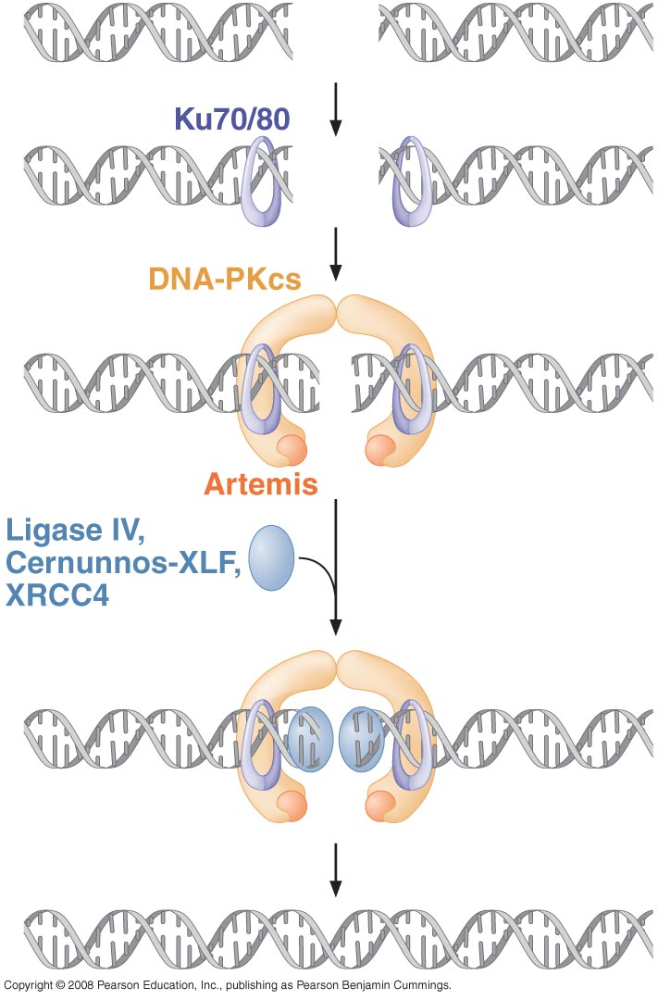 Ku70/80
DNA-PKcs
Artemis
Ligase IV,
Cernunnos-XLF,
XRCC4
Copyright © 2008 Pearson Education, Inc., publishing as Pearson Benjamin Cummings.